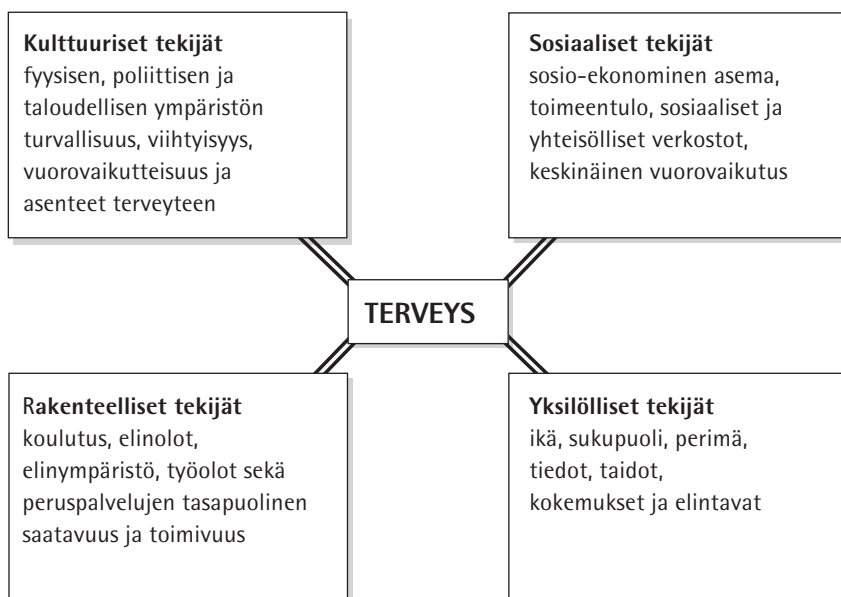 Kulttuuriset tekijät
fyysisen, poliittisen ja
taloudellisen ympäristön
turvallisuus, viihtyisyys,
vuorovaikutteisuus ja
asenteet terveyteen
Sosiaaliset tekijät
sosio-ekonominen asema,
toimeentulo, sosiaaliset ja
yhteisölliset verkostot,
keskinäinen vuorovaikutus
TERVEYS
Rakenteelliset tekijät
koulutus, elinolot,
elinympäristö, työolot sekä
peruspalvelujen tasapuolinen
saatavuus ja toimivuus
Yksilölliset tekijät
ikä, sukupuoli, perimä,
tiedot, taidot,
kokemukset ja elintavat